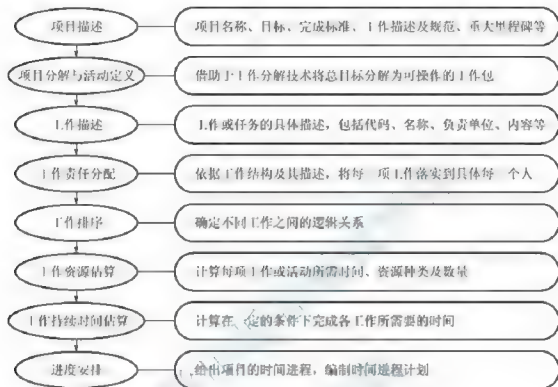 项目描述
项目名称、目标、完成标准、工作描述及规范、重大里程碑等
项目分解与活动定义
借助于工作分解技术将总目标分解为可操作的工作包
工作描述
工作或任务的具体描述，包括代码、名称、负责单位、内容等
工作责任分配
依据工作结构及其描述，将每一项工作落实到具体每一个人
工作排序
确定不同工作之间的逻辑关系
工作资源估算
计算每项工作或活动所需时间、资源种类及数量
工作持续时间估算
计算在一定的条件下完成各工作所需要的时间
进度安排
给出项目的时间进程，编制时间进程计划